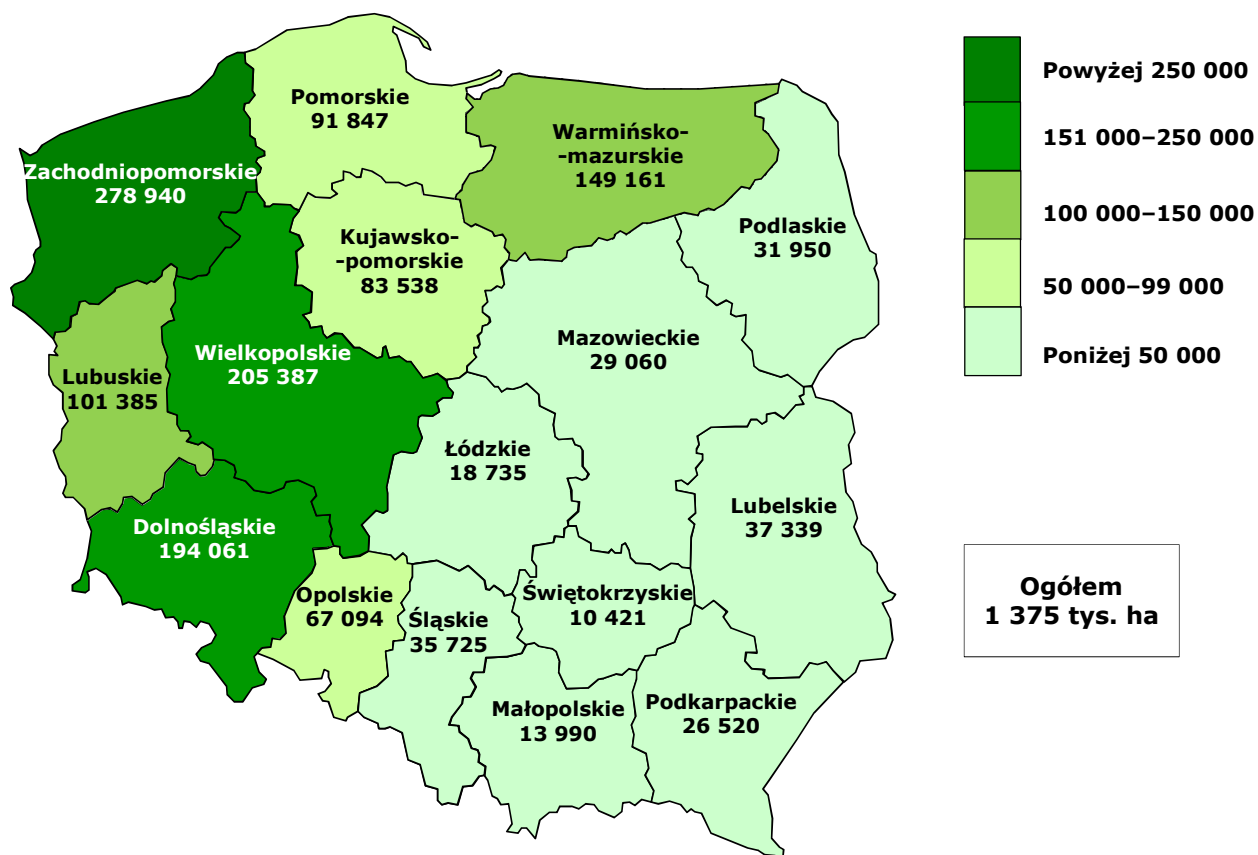 Pomorskie
91 847
Warmińsko-
-mazurskie
149 161
Zachodniopomorskie
278 940
Podlaskie
31 950
Kujawsko-
-pomorskie
83 538
Mazowieckie
29 060
Wielkopolskie
205 387
Lubuskie
101 385
Łódzkie
18 735
Lubelskie
37 339
Dolnośląskie
194 061
Opolskie
67 094
Śląskie
35 725
Świętokrzyskie
10 421
Małopolskie
13 990
Podkarpackie
26 520
Powyżej 250 000
151 000–250 000
100 000–150 000
50 000–99 000
Poniżej 50 000
Ogółem
1 375 tys. ha